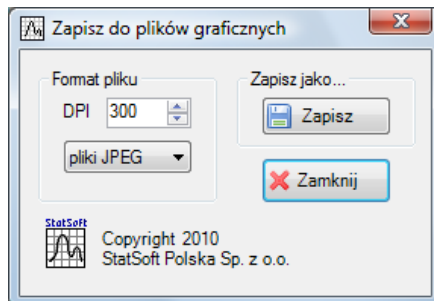 Zapisz do plików graficznych
Format pliku
DPI 300
pliki JPEG
Zapisz jako...
Zapisz
Zamknij
StatSoft
Copyright 2010
StatSoft Polska Sp. z o.o.